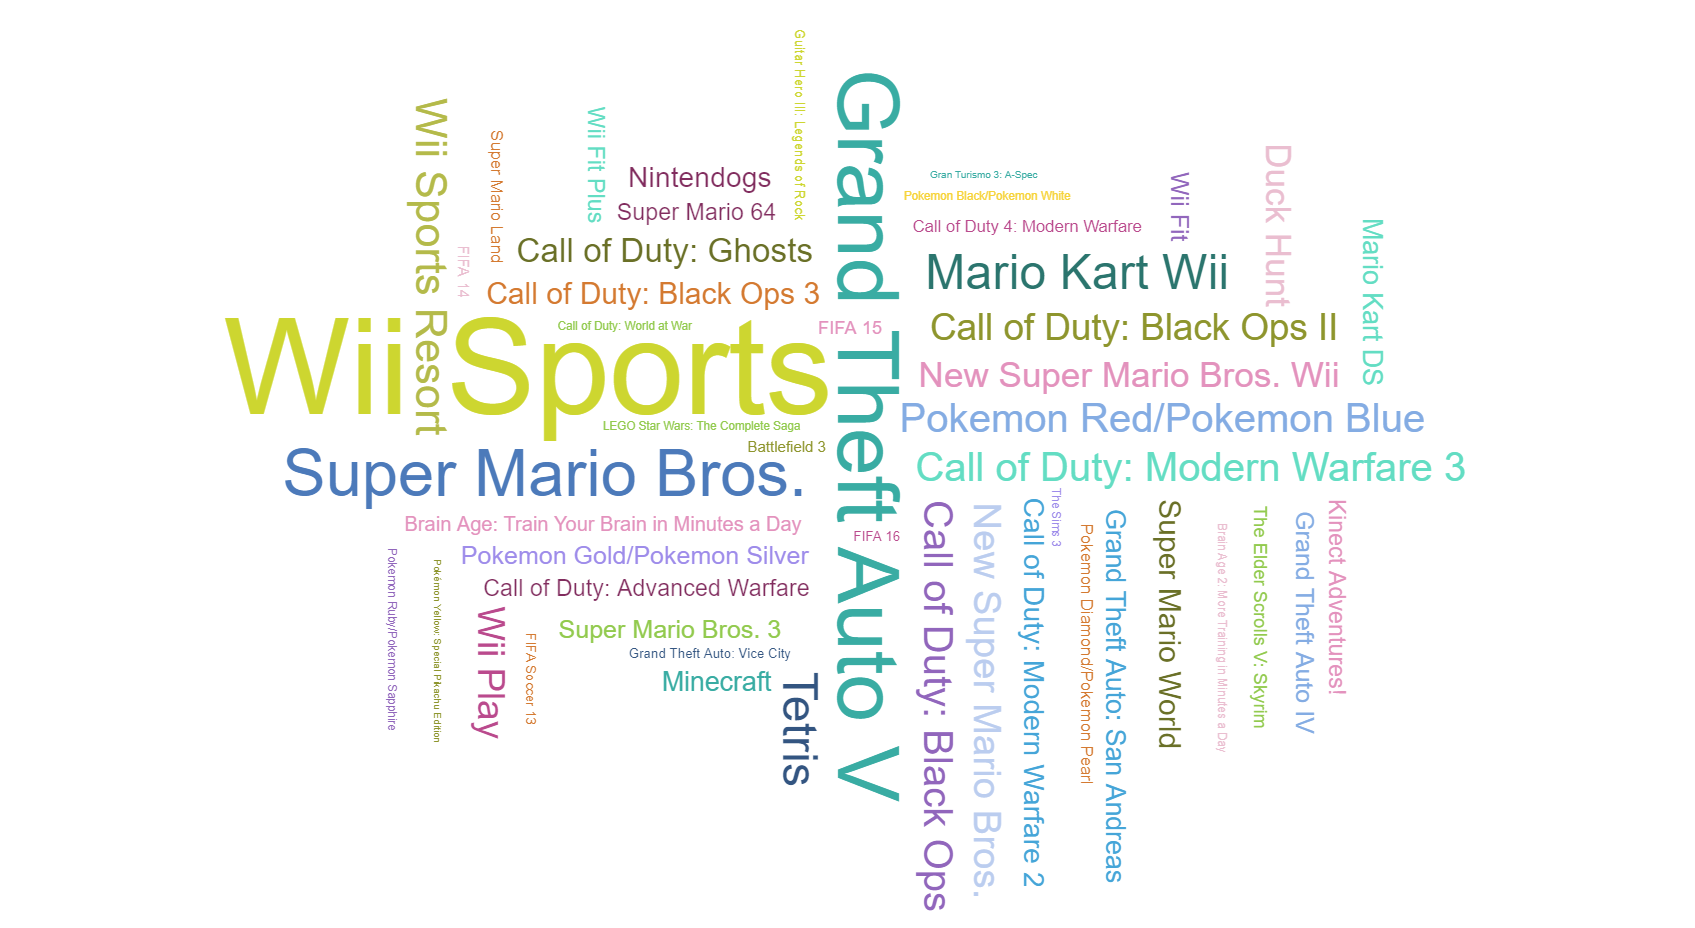 Guitar Hero III: Legends of Rock
Grand Theft Auto V
Wii Sports Resort
Super Mario Land
Wii Fit Plus
Nintendogs
Super Mario 64
Call of Duty: Ghosts
FIFA 14
Call of Duty: Black Ops 3
Call of Duty: World at War
FIFA 15
Wii Sports
LEGO Star Wars: The Complete Saga
Battlefield 3
Super Mario Bros.
Gran Turismo 3: A-Spec
Pokemon Black/Pokemon White
Call of Duty 4: Modern Warfare
Wii Fit
Duck Hunt
Mario Kart DS
Mario Kart Wii
Call of Duty: Black Ops II
New Super Mario Bros. Wii
Pokemon Red/Pokemon Blue
Call of Duty: Modern Warfare 3
Brain Age: Train Your Brain in Minutes a Day
FIFA 16
Pokemon Gold/Pokemon Silver
Call of Duty: Advanced Warfare
Pokemon Ruby/Pokemon Sapphire
Pokémon Yellow: Special Pikachu Edition
Wii Play
FIFA Soccer 13
Super Mario Bros. 3
Grand Theft Auto: Vice City
Minecraft
Tetris
Call of Duty: Black Ops
New Super Mario Bros.
Call of Duty: Modern Warfare 2
The Sims 3
Pokemon Diamond/Pokemon Pearl
Grand Theft Auto: San Andreas
Super Mario World
Brain Age 2: More Training in Minutes a Day
The Elder Scrolls V: Skyrim
Grand Theft Auto IV
Kinect Adventures!